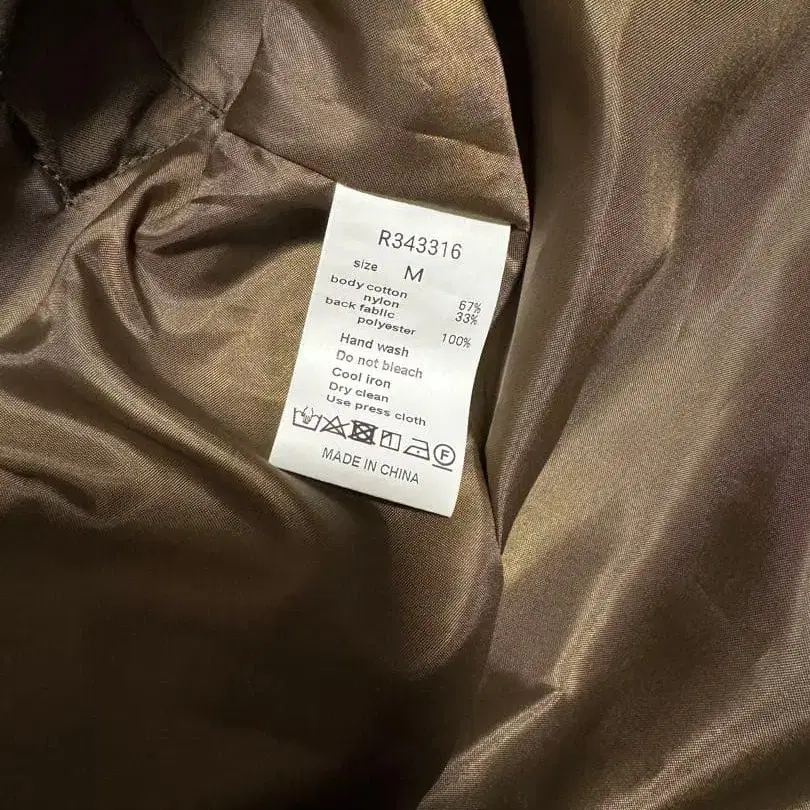 R343316
size M
body cotton 67%
nylon 33%
back fablic
polyester 100%
Hand wash
Do not bleach
Cool iron
Dry clean
Use press cloth
F
MADE IN CHINA